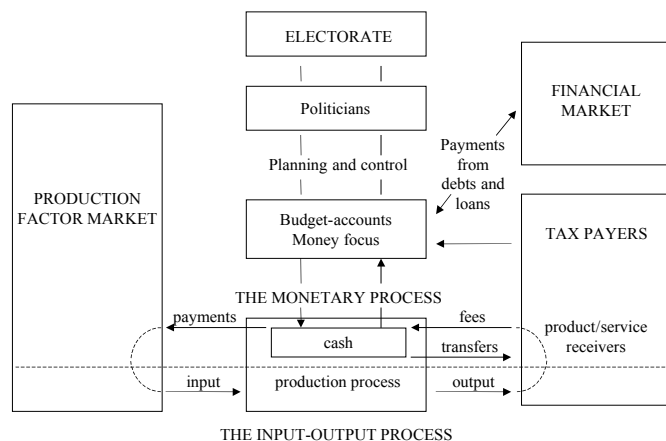 ELECTORATE
FINANCIAL
MARKET
Politicians
Planning and control
Payments
from
debts and
loans
PRODUCTION
FACTOR MARKET
Budget-accounts
Money focus
TAX PAYERS
THE MONETARY PROCESS
payments
fees
product/service
receivers
cash
transfers
input
production process
output
THE INPUT-OUTPUT PROCESS